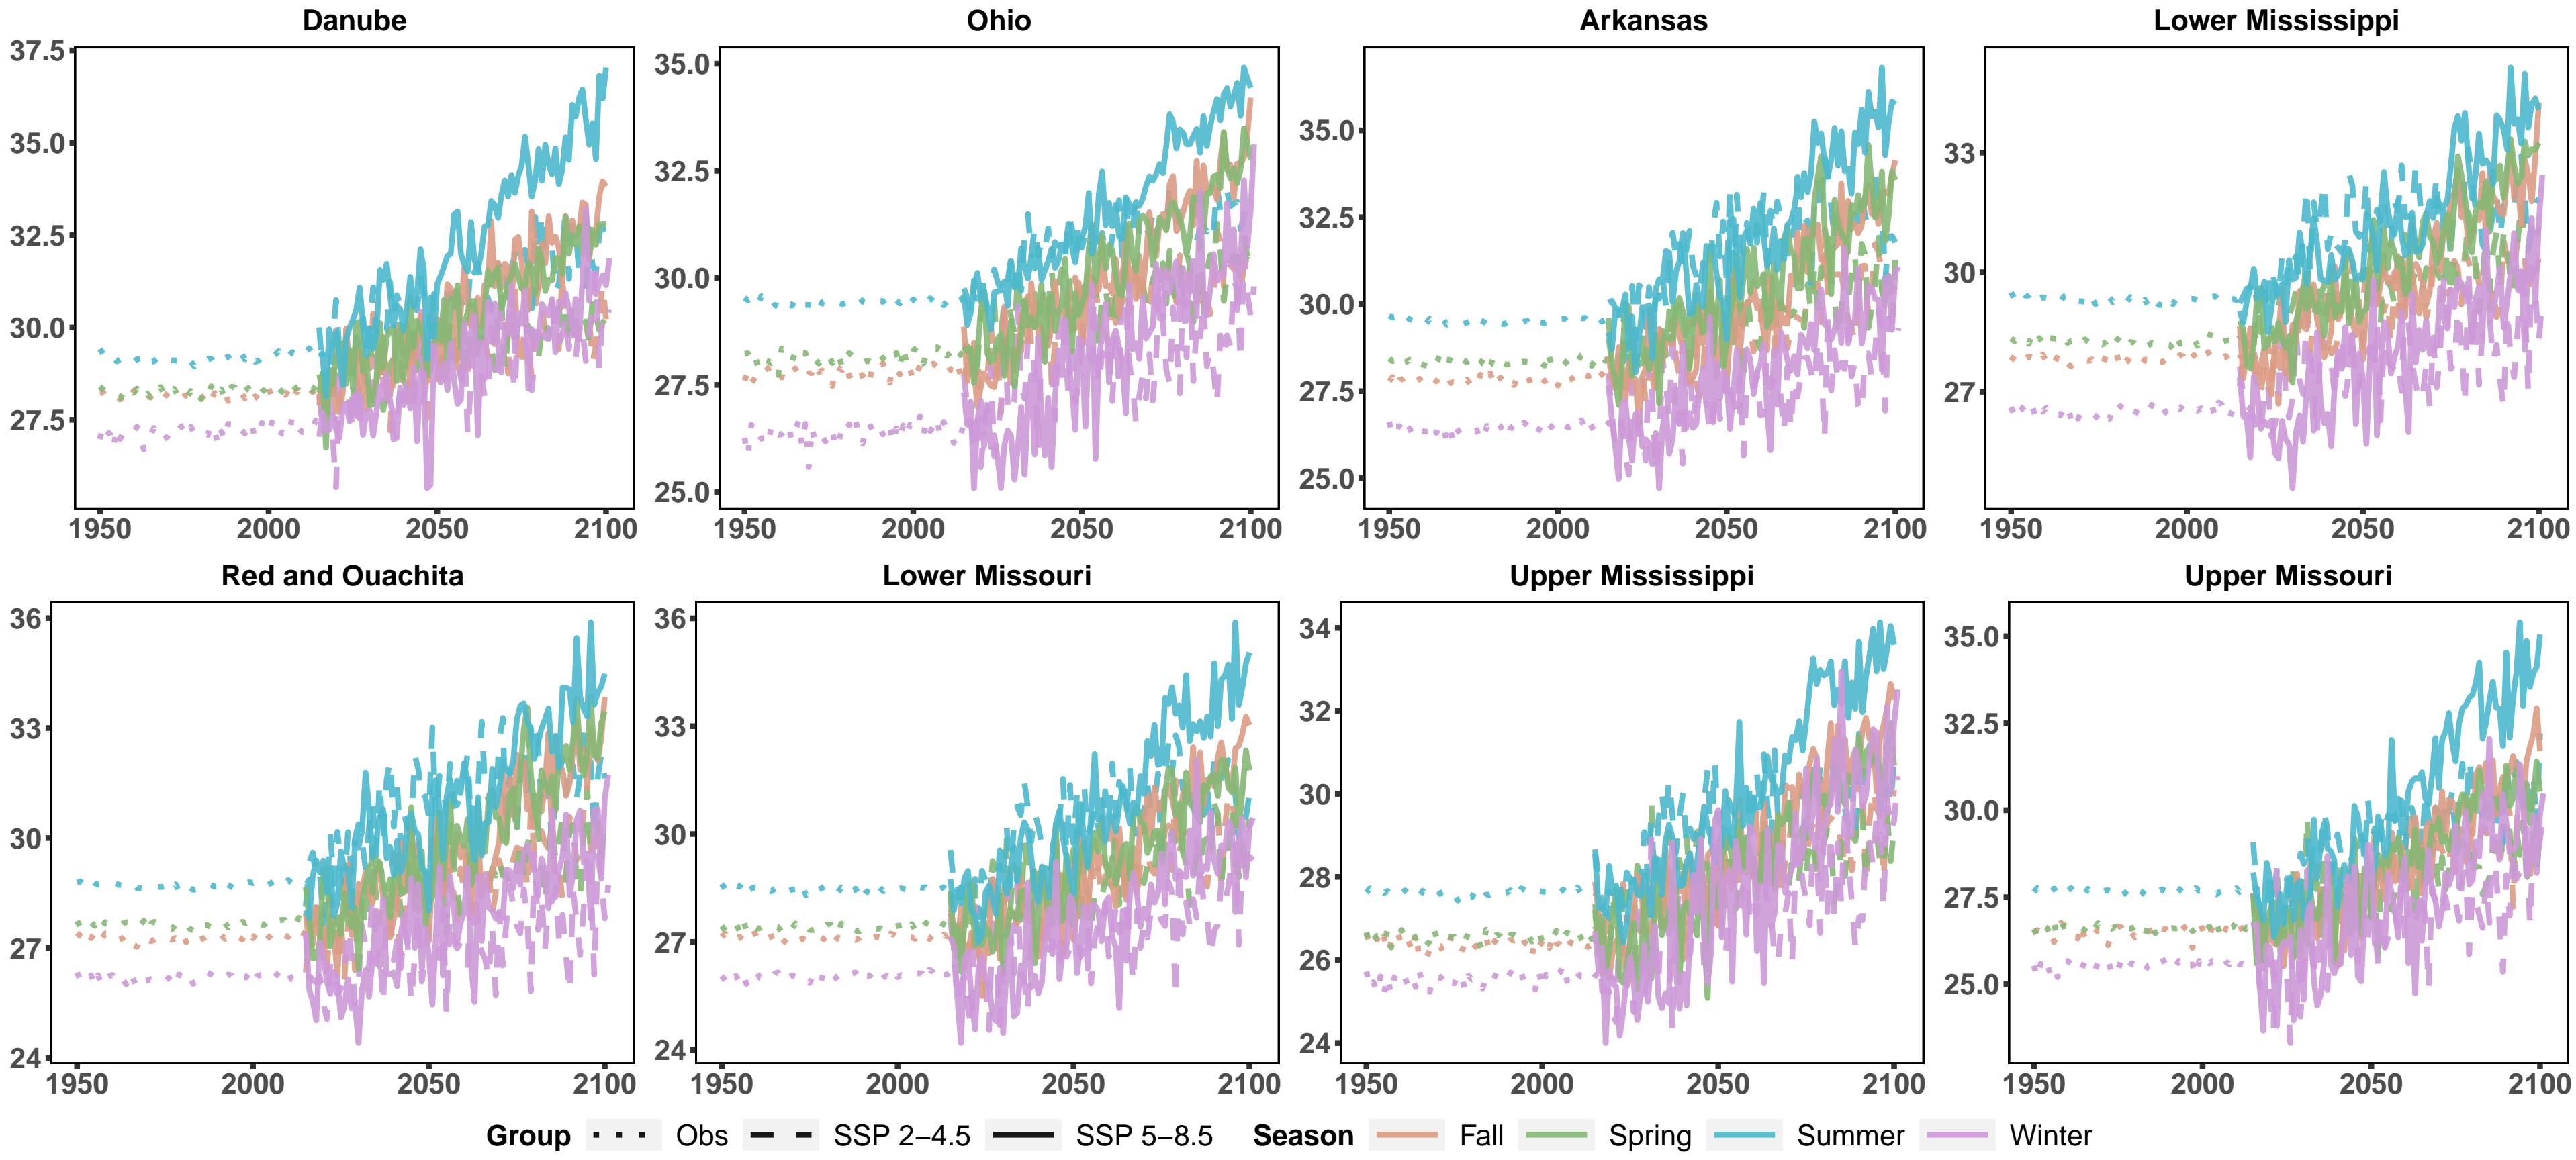 Danube Ohio Arkansas Lower Mississippi
37.5 35.0 32.5 30.0 27.5
35.0 32.5 30.0 27.5 25.0
35.0 32.5 30.0 27.5 25.0
33 30 27
1950 2000 2050 2100 1950 2000 2050 2100 1950 2000 2050 2100 1950 2000 2050 2100
Red and Ouachita Lower Missouri Upper Mississippi Upper Missouri
36 33 30 27 24
36 33 30 27 24
34 32 30 28 26 24
35.0 32.5 30.0 27.5 25.0
1950 2000 2050 2100 1950 2000 2050 2100 1950 2000 2050 2100 1950 2000 2050 2100
Group Obs SSP 2−4.5 SSP 5−8.5 Season Fall Spring Summer Winter